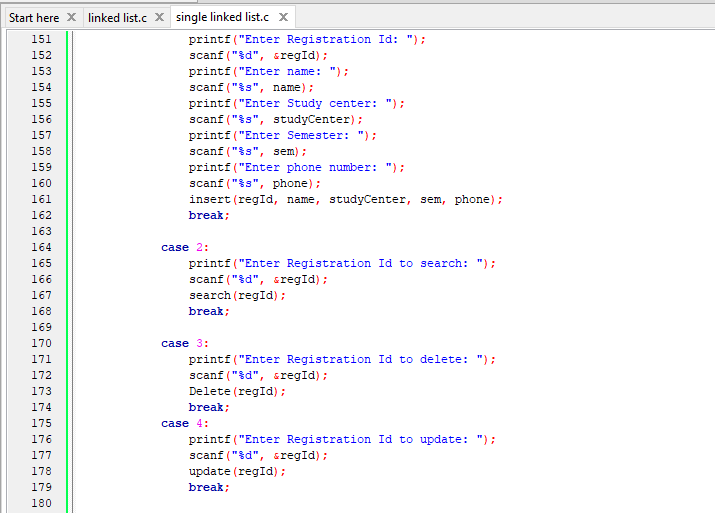 Start here X linked list.c X single linked list.c X
151 printf("Enter Registration Id: ");
152 scanf("%d", &regId);
153 printf("Enter name: ");
154 scanf("%s", name);
155 printf("Enter Study center: ");
156 scanf("%s", studyCenter);
157 printf("Enter Semester: ");
158 scanf("%s", sem);
159 printf("Enter phone number: ");
160 scanf("%s", phone);
161 insert(regId, name, studyCenter, sem, phone);
162 break;
163
164 case 2:
165 printf("Enter Registration Id to search: ");
166 scanf("%d", &regId);
167 search(regId);
168 break;
169
170 case 3:
171 printf("Enter Registration Id to delete: ");
172 scanf("%d", &regId);
173 Delete(regId);
174 break;
175 case 4:
176 printf("Enter Registration Id to update: ");
177 scanf("%d", &regId);
178 update(regId);
179 break;
180